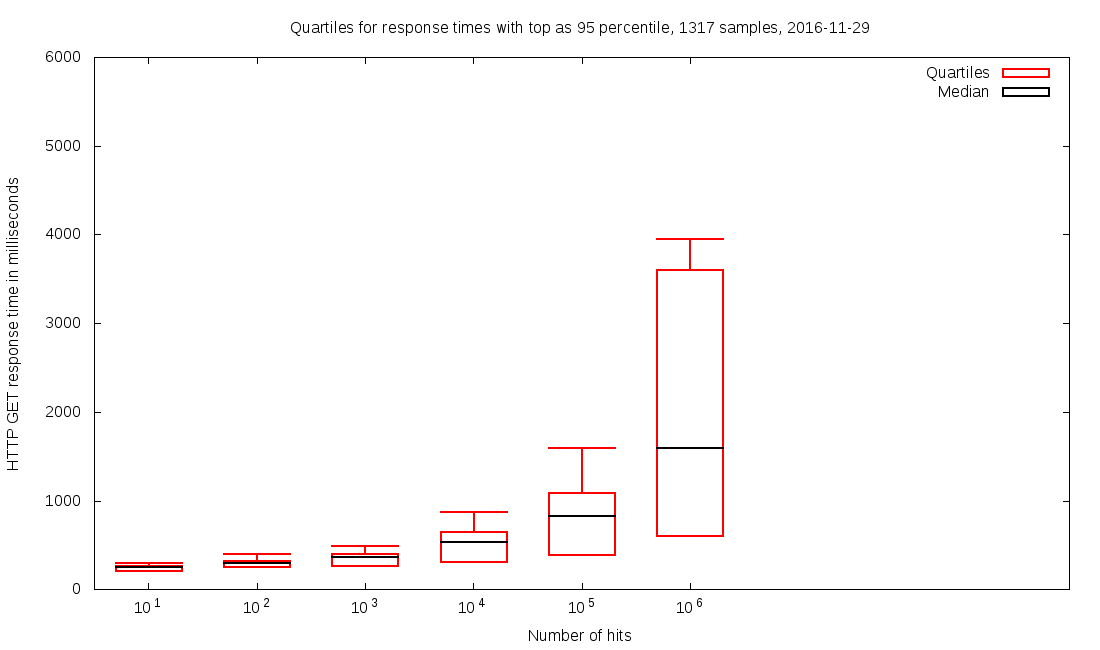 Quartiles for response times with top as 95 percentile, 1317 samples, 2016-11-29
Quartiles
Median
6000
5000
4000
3000
2000
1000
0
HTTP GET response time in milliseconds
10^1 10^2 10^3 10^4 10^5 10^6
Number of hits